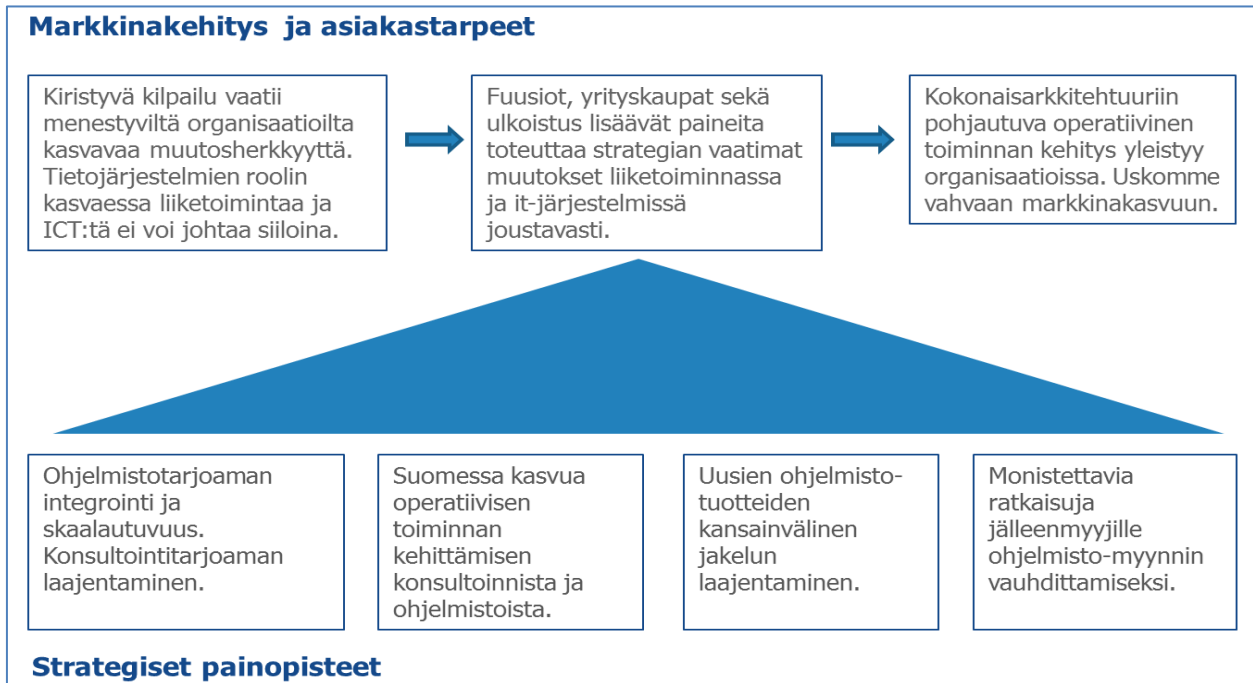 Markkinakehitys ja asiakastarpeet
Kiristyvä kilpailu vaatii
menestyviltä organisaatioilta
kasvavaa muutosherkkyyttä.
Tietojärjestelmien roolin
kasvaessa liiketoimintaa ja
ICT:tä ei voi johtaa siiloina.
Fuusiot, yrityskaupat sekä
ulkoistus lisäävät paineita
toteuttaa strategian vaatimat
muutokset liiketoiminnassa
ja it-järjestelmissä
joustavasti.
Kokonaisarkkitehtuuriin
pohjautuva operatiivinen
toiminnan kehitys yleistyy
organisaatioissa. Uskomme
vahvaan markkinakasvuun.
Ohjelmistotarjoaman
integrointi ja
skaalautuvuus.
Konsultointitarjoaman
laajentaminen.
Suomessa kasvua
operatiivisen
toiminnan
kehittämisen
konsultoinnista ja
ohjelmistoista.
Uusien ohjelmisto-
tuotteiden
kansainvälinen
jakelun
laajentaminen.
Monistettavia
ratkaisuja
jälleenmyyjille
ohjelmisto-myynnin
vauhdittamiseksi.
Strategiset painopisteet